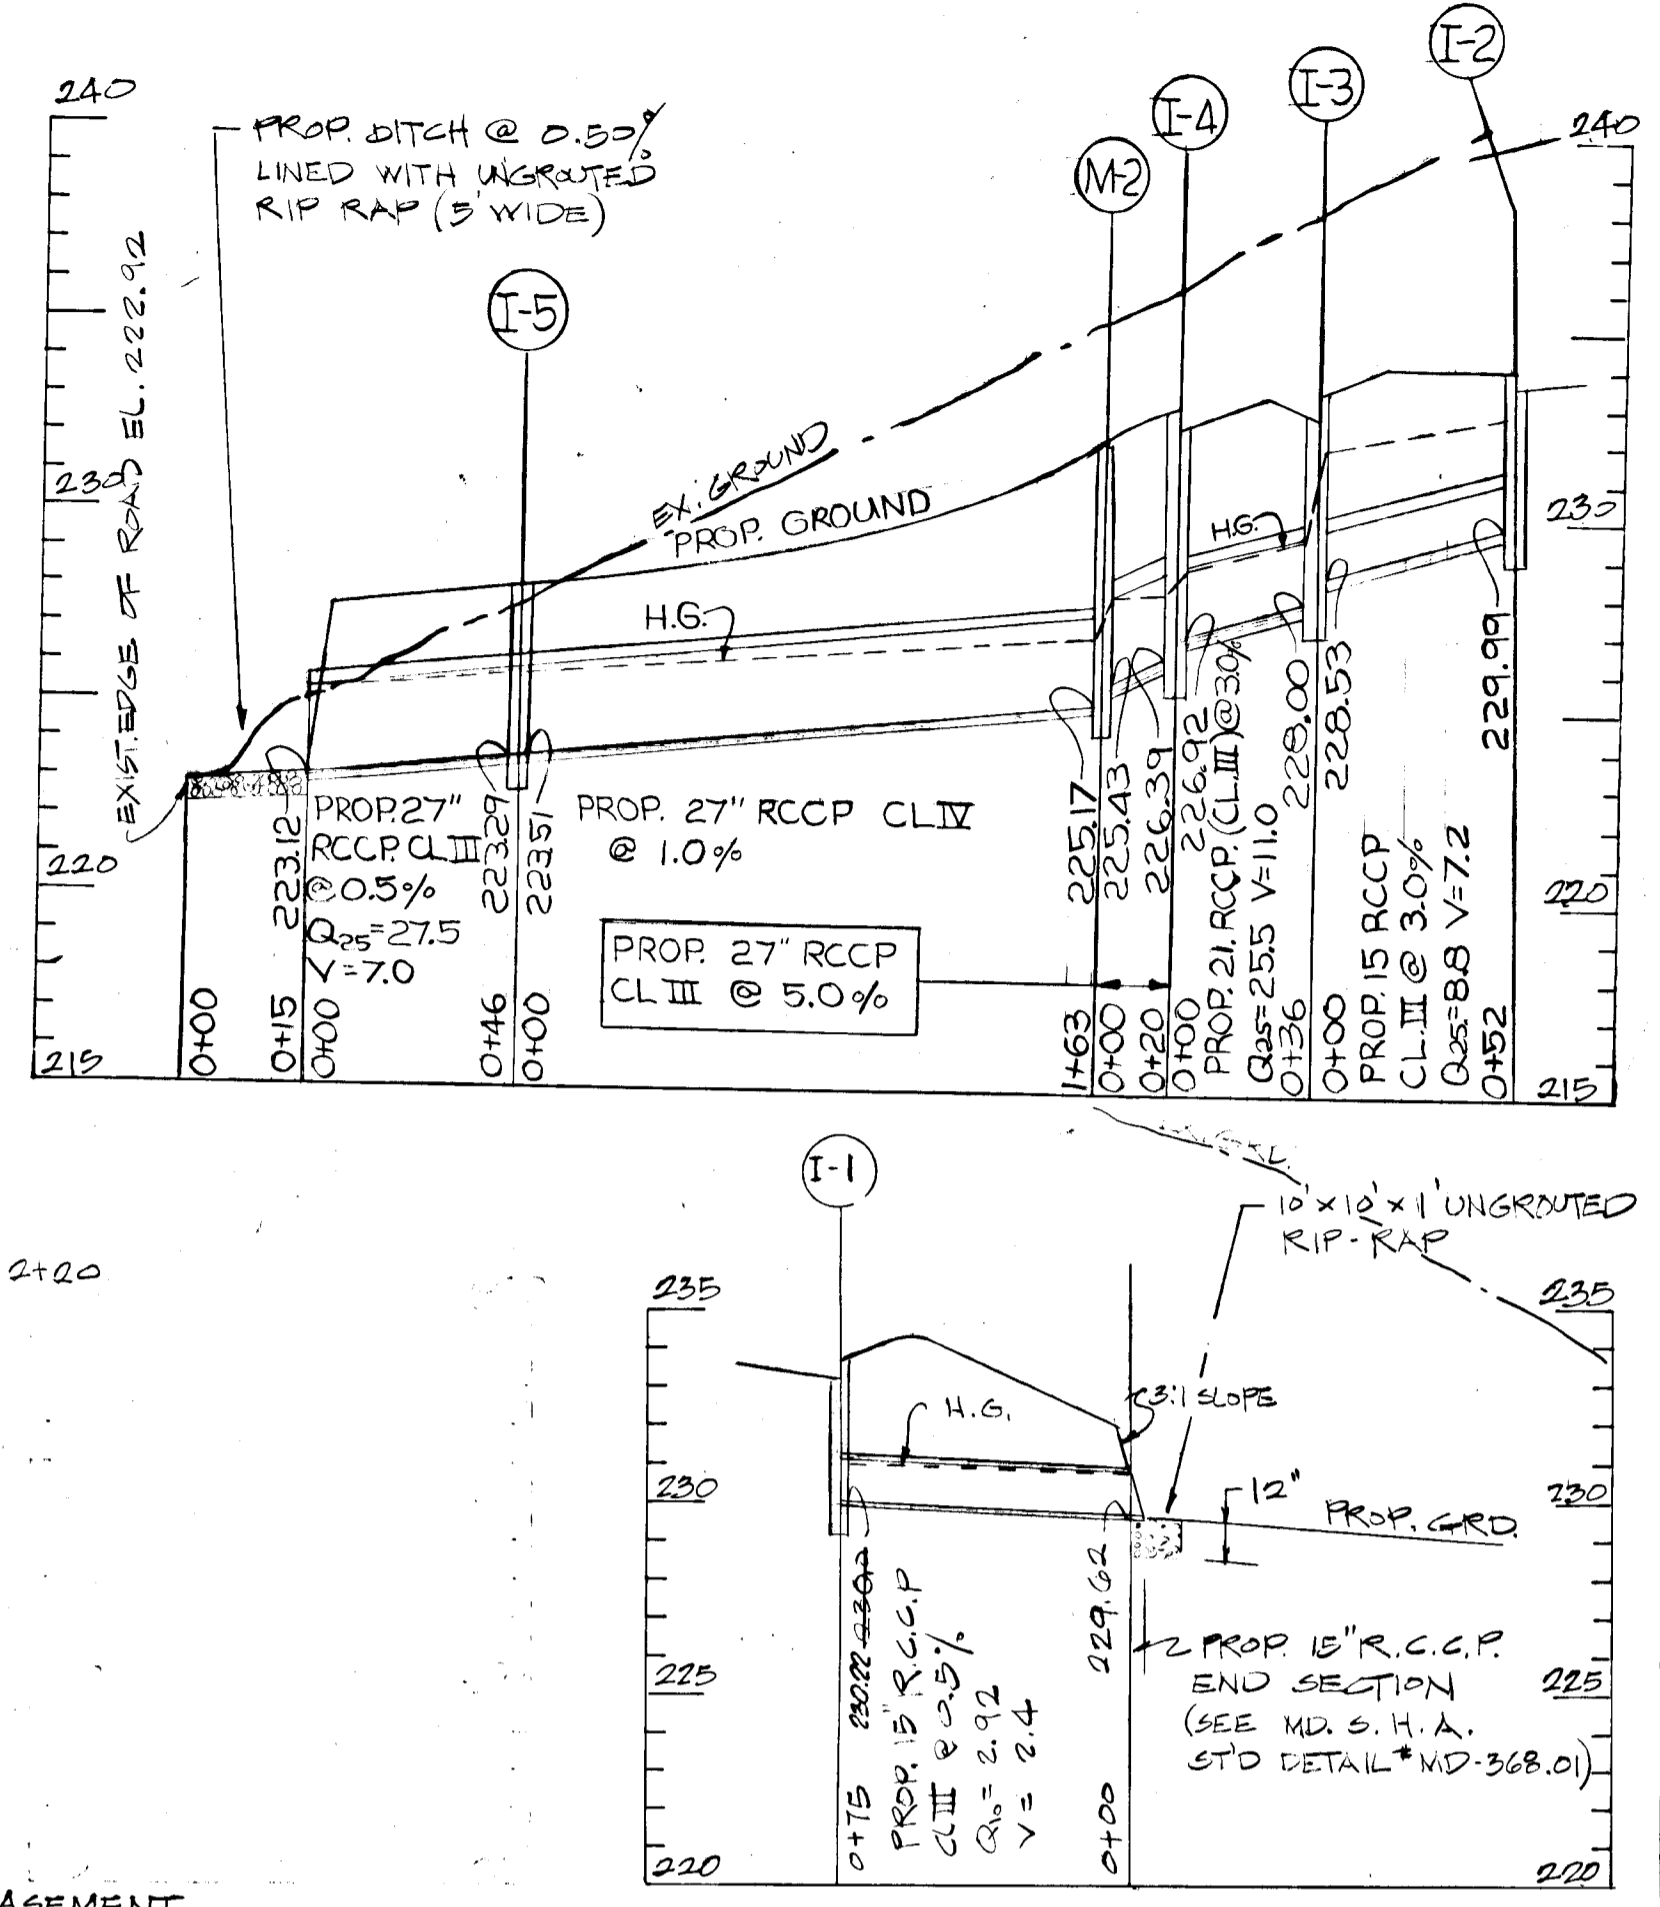 I-2
I-3
I-4
M-2
I-5
240
240
PROP. DITCH @ 0.50%
LINED WITH UNGROUTED
RIP RAP (5' WIDE)
EXIST. EDGE OF ROAD EL. 222.92
230
230
EX. GROUND
PROP. GROUND
H.G.
H.G.
220
220
215
215
223.12
223.29
223.51
225.17
225.43
226.39
226.92
228.00
228.53
229.99
PROP. 27"
RCCP. CL III
@ 0.5%
Q25=27.5
V=7.0
PROP. 27" RCCP CL IV
@ 1.0%
PROP. 27" RCCP
CL III @ 5.0%
PROP. 21. RCCP. (CL.III)@3.0%
Q25=25.5 V=11.0
PROP. 15 RCCP
CL.III @ 3.0%
Q25=8.8 V=7.2
0+00
0+15
0+00
0+46
0+00
1+63
0+00
0+20
0+00
0+36
0+00
0+52
I-1
10'x10'x1' UNGROUTED
RIP-RAP
2+20
235
235
H.G.
3:1 SLOPE
230
230
12"
PROP. GRD.
230.22
229.62
PROP. 15" R.C.C.P
CL III @ 0.5%
Q10= 2.92
V= 2.4
0+75
0+00
PROP. 15" R.C.C.P.
END SECTION
(SEE MD. S.H.A.
ST'D DETAIL # MD-368.01)
225
225
220
220